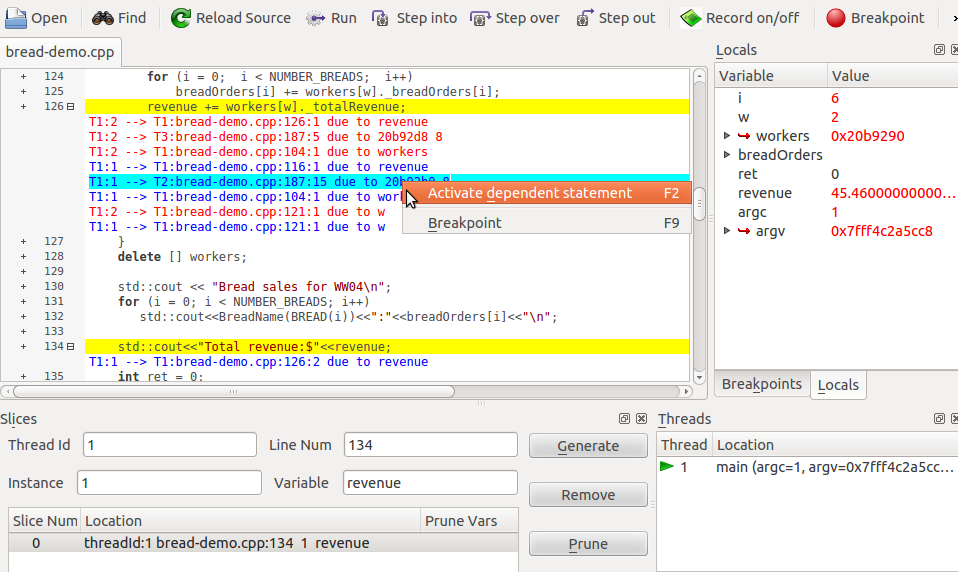 Open Find Reload Source Run Step into Step over Step out Record on/off Breakpoint
bread-demo.cpp
124 for (i = 0; i < NUMBER_BREADS; i++)
125 breadOrders[i] += workers[w]._breadOrders[i];
126 revenue += workers[w]._totalRevenue;
T1:2 --> T1:bread-demo.cpp:126:1 due to revenue
T1:2 --> T3:bread-demo.cpp:187:5 due to 20b92d8 8
T1:2 --> T1:bread-demo.cpp:104:1 due to workers
T1:1 --> T1:bread-demo.cpp:116:1 due to revenue
T1:1 --> T2:bread-demo.cpp:187:15 due to 20b92b0 8
T1:1 --> T1:bread-demo.cpp:104:1 due to work
T1:2 --> T1:bread-demo.cpp:121:1 due to w
T1:1 --> T1:bread-demo.cpp:121:1 due to w
127 }
128 delete [] workers;
129
130 std::cout << "Bread sales for WW04\n";
131 for (i = 0; i < NUMBER_BREADS; i++)
132 std::cout<<BreadName(BREAD(i))<<":"<<breadOrders[i]<<"\n";
133
134 std::cout<<"Total revenue:$"<<revenue;
T1:1 --> T1:bread-demo.cpp:126:2 due to revenue
135 int ret = 0;
Activate dependent statement F2
Breakpoint F9
Locals
Variable Value
i 6
w 2
workers 0x20b9290
breadOrders
ret 0
revenue 45.46000000000...
argc 1
argv 0x7fff4c2a5cc8
Breakpoints Locals
Slices
Thread Id 1 Line Num 134 Generate
Instance 1 Variable revenue Remove
Slice Num Location Prune Vars
0 threadId:1 bread-demo.cpp:134 1 revenue
Prune
Threads
Thread Location
1 main (argc=1, argv=0x7fff4c2a5cc...